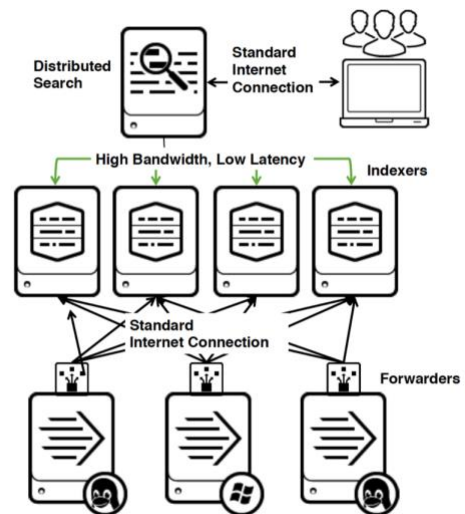 Distributed
Search
Standard
Internet
Connection
High Bandwidth, Low Latency
Indexers
Standard
Internet Connection
Forwarders